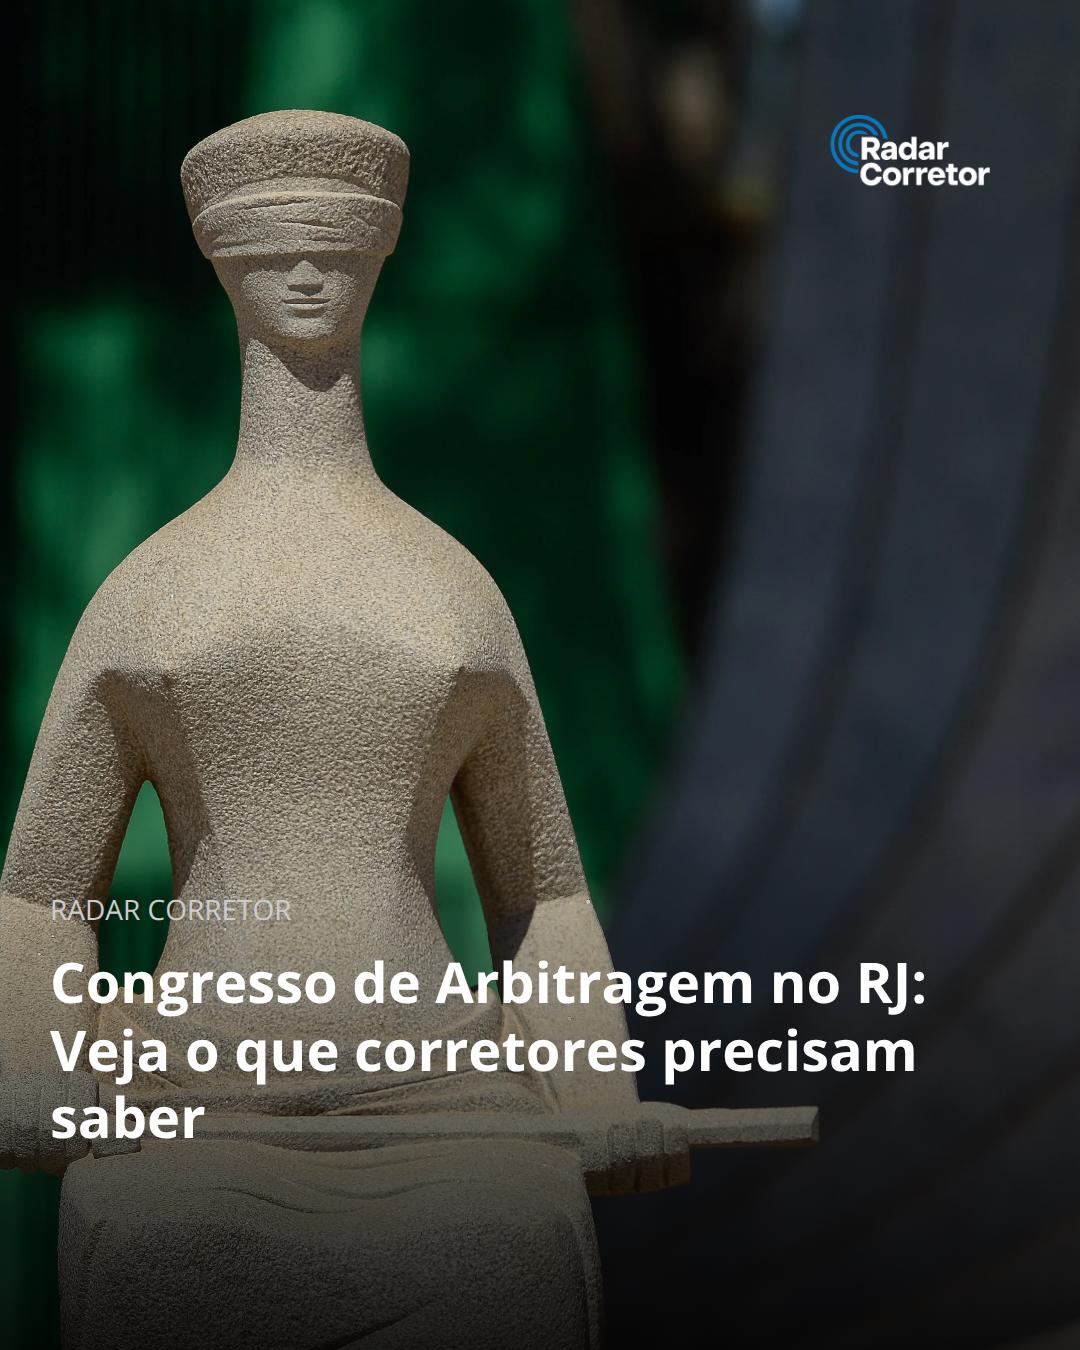 Radar
Corretor
RADAR CORRETOR
Congresso de Arbitragem no RJ:
Veja o que corretores precisam
saber